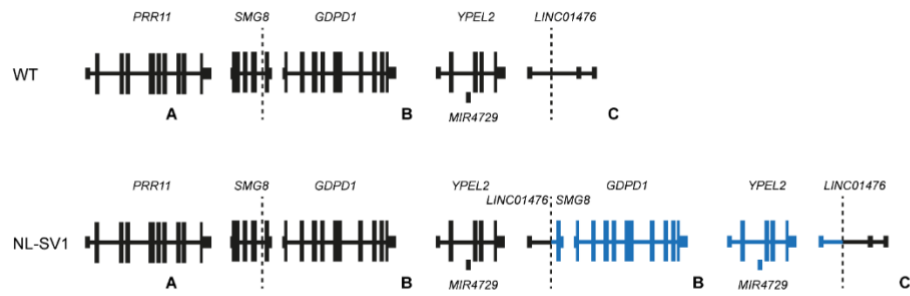 PRR11 SMG8 GDPD1 YPEL2 LINC01476
WT
A B C
MIR4729
PRR11 SMG8 GDPD1 YPEL2 GDPD1 YPEL2 LINC01476
LINC01476 SMG8
NL-SV1
A B B C
MIR4729 MIR4729